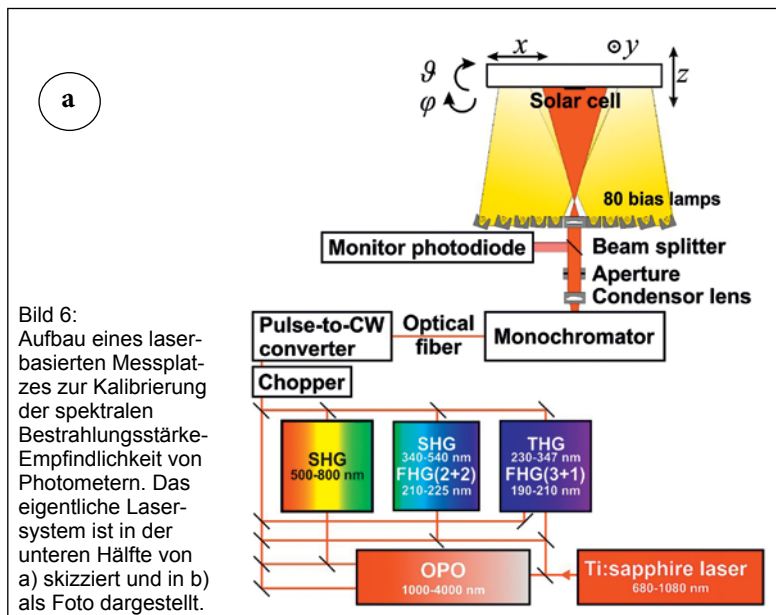 a
x
y
z
ϑ
φ
Solar cell
80 bias lamps
Monitor photodiode
Beam splitter
Aperture
Condensor lens
Pulse-to-CW
converter
Optical
fiber
Monochromator
Chopper
SHG
500-800 nm
SHG
340-540 nm
FHG(2+2)
210-225 nm
THG
230-347 nm
FHG(3+1)
190-210 nm
OPO
1000-4000 nm
Ti:sapphire laser
680-1080 nm
Bild 6:
Aufbau eines laser-
basierten Messplat-
zes zur Kalibrierung
der spektralen
Bestrahlungsstärke-
Empfindlichkeit von
Photometern. Das
eigentliche Laser-
system ist in der
unteren Hälfte von
a) skizziert und in b)
als Foto dargestellt.